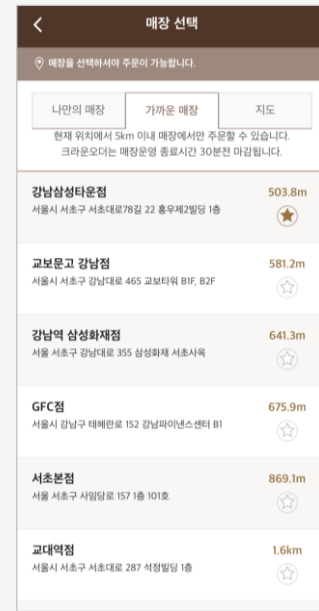 매장 선택
매장을 선택하셔야 주문이 가능합니다.
나만의 매장 가까운 매장 지도
현재 위치에서 5km 이내 매장에서만 주문할 수 있습니다.
크라운오더는 매장운영 종료시간 30분전 마감됩니다.
강남삼성타운점 503.8m
서울시 서초구 서초대로78길 22 홍우제2빌딩 1층
교보문고 강남점 581.2m
서울시 서초구 강남대로 465 교보타워 B1F, B2F
강남역 삼성화재점 641.3m
서울 서초구 강남대로 355 삼성화재 서초사옥
GFC점 675.9m
서울시 강남구 테헤란로 152 강남파이낸스센터 B1
서초본점 869.1m
서울 서초구 사임당로 157 1층 101호
교대역점 1.6km
서울시 서초구 서초대로 287 석정빌딩 1층